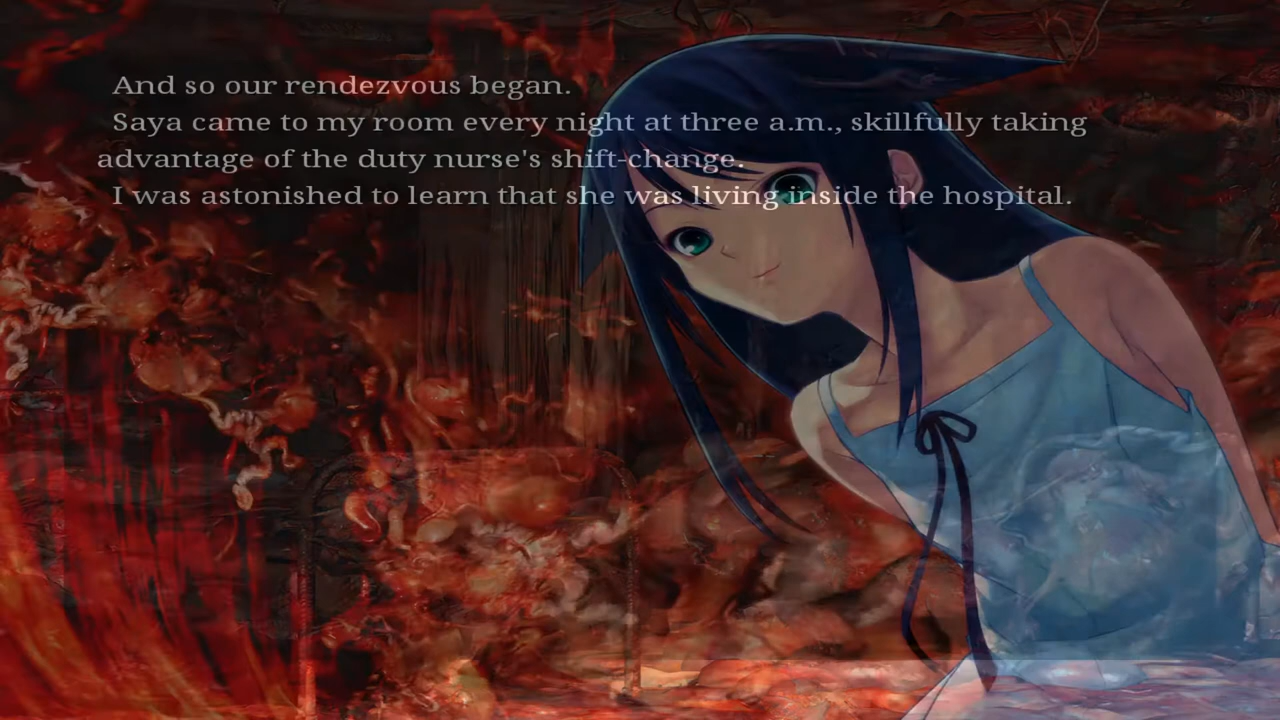 And so our rendezvous began.
Saya came to my room every night at three a.m., skillfully taking
advantage of the duty nurse's shift-change.
I was astonished to learn that she was living inside the hospital.